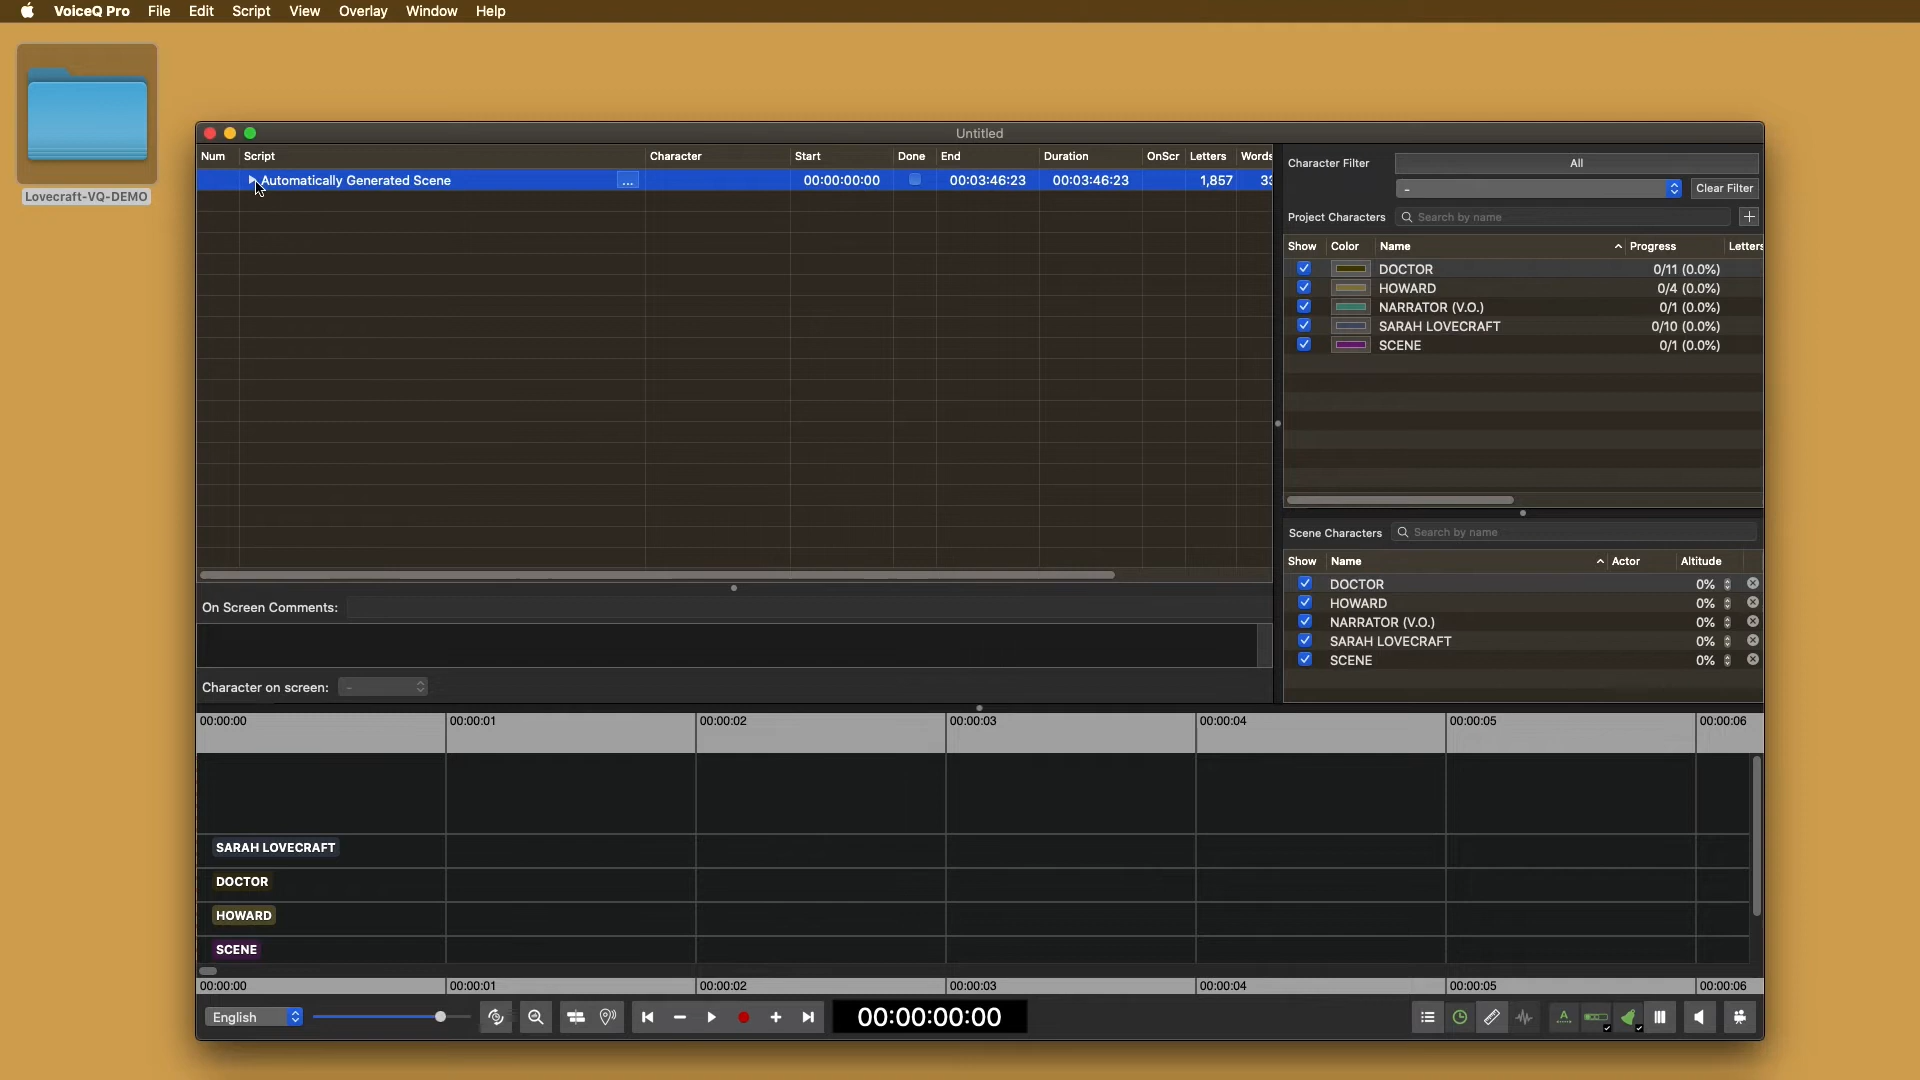 VoiceQ Pro File Edit Script View Overlay Window Help
Lovecraft-VQ-DEMO
Untitled
Num Script Character Start Done End Duration OnScr Letters Words
Automatically Generated Scene ... 00:00:00:00 00:03:46:23 00:03:46:23 1,857 33
Character Filter All
- Clear Filter
Project Characters Search by name
Show Color Name Progress Letters
DOCTOR 0/11 (0.0%)
HOWARD 0/4 (0.0%)
NARRATOR (V.O.) 0/1 (0.0%)
SARAH LOVECRAFT 0/10 (0.0%)
SCENE 0/1 (0.0%)
Scene Characters Search by name
Show Name Actor Altitude
DOCTOR 0%
HOWARD 0%
NARRATOR (V.O.) 0%
SARAH LOVECRAFT 0%
SCENE 0%
On Screen Comments:
Character on screen: -
00:00:00 00:00:01 00:00:02 00:00:03 00:00:04 00:00:05 00:00:06
SARAH LOVECRAFT
DOCTOR
HOWARD
SCENE
00:00:00 00:00:01 00:00:02 00:00:03 00:00:04 00:00:05 00:00:06
English 00:00:00:00 A